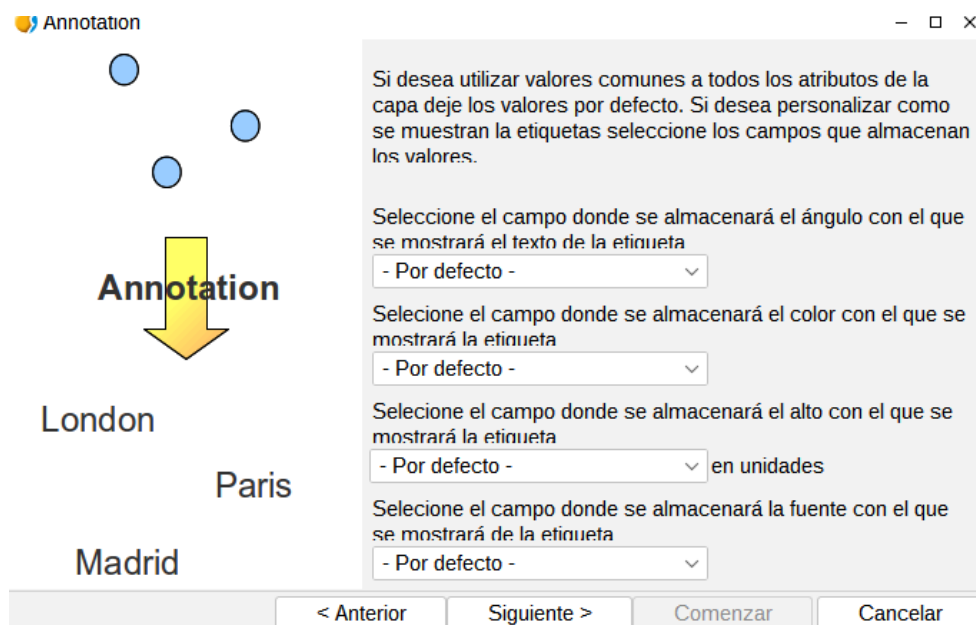 Annotation
Si desea utilizar valores comunes a todos los atributos de la
capa deje los valores por defecto. Si desea personalizar como
se muestran la etiquetas seleccione los campos que almacenan
los valores.
Seleccione el campo donde se almacenará el ángulo con el que
se mostrará el texto de la etiqueta
- Por defecto -
Selecione el campo donde se almacenará el color con el que se
mostrará la etiqueta
- Por defecto -
Selecione el campo donde se almacenará el alto con el que se
mostrará la etiqueta
- Por defecto - en unidades
Selecione el campo donde se almacenará la fuente con el que
se mostrará de la etiqueta
- Por defecto -
Annotation
London
Paris
Madrid
< Anterior Siguiente > Comenzar Cancelar